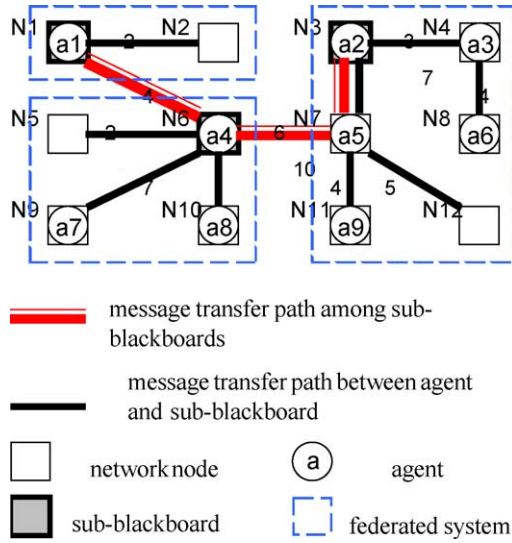 N1 a1 2 N2 N3 a2 3 N4 a3
4 7 4
N5 2 N6 a4 6 N7 a5 N8 a6
7 10 4 5
N9 a7 N10 a8 N11 a9 N12
message transfer path among sub-
blackboards
message transfer path between agent
and sub-blackboard
network node
a agent
sub-blackboard
federated system